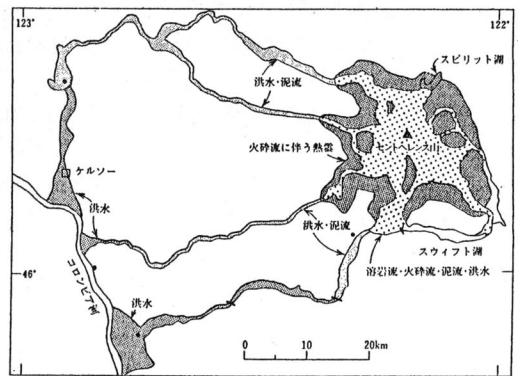 123°
122°
スピリット湖
洪水・泥流
セントヘレンズ山
火砕流に伴う熱雲
ケルソー
洪水
洪水・泥流
スウィフト湖
46°
溶岩流・火砕流・泥流・洪水
コロンビア河
洪水
0 10 20km